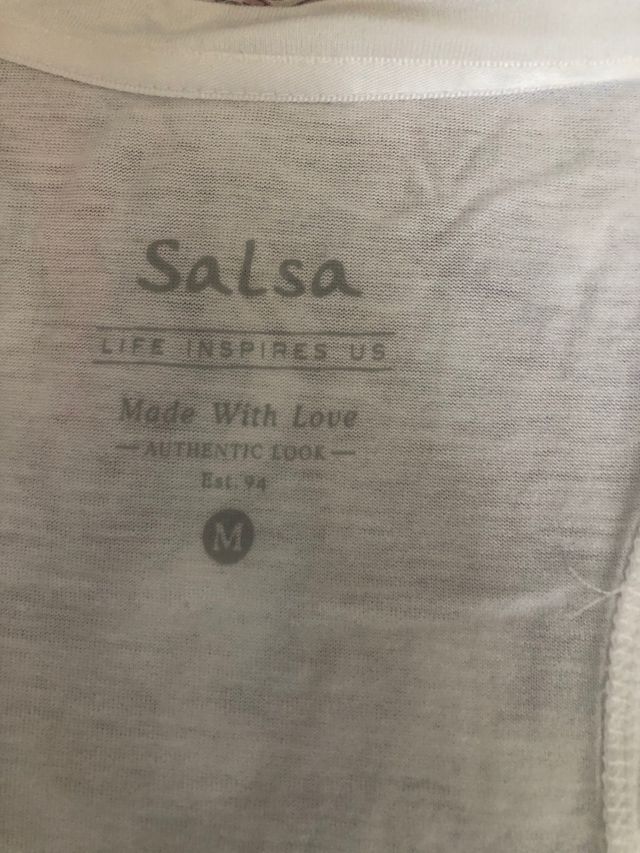 Salsa
LIFE INSPIRES US
Made With Love
AUTHENTIC LOOK
Est. 94
M